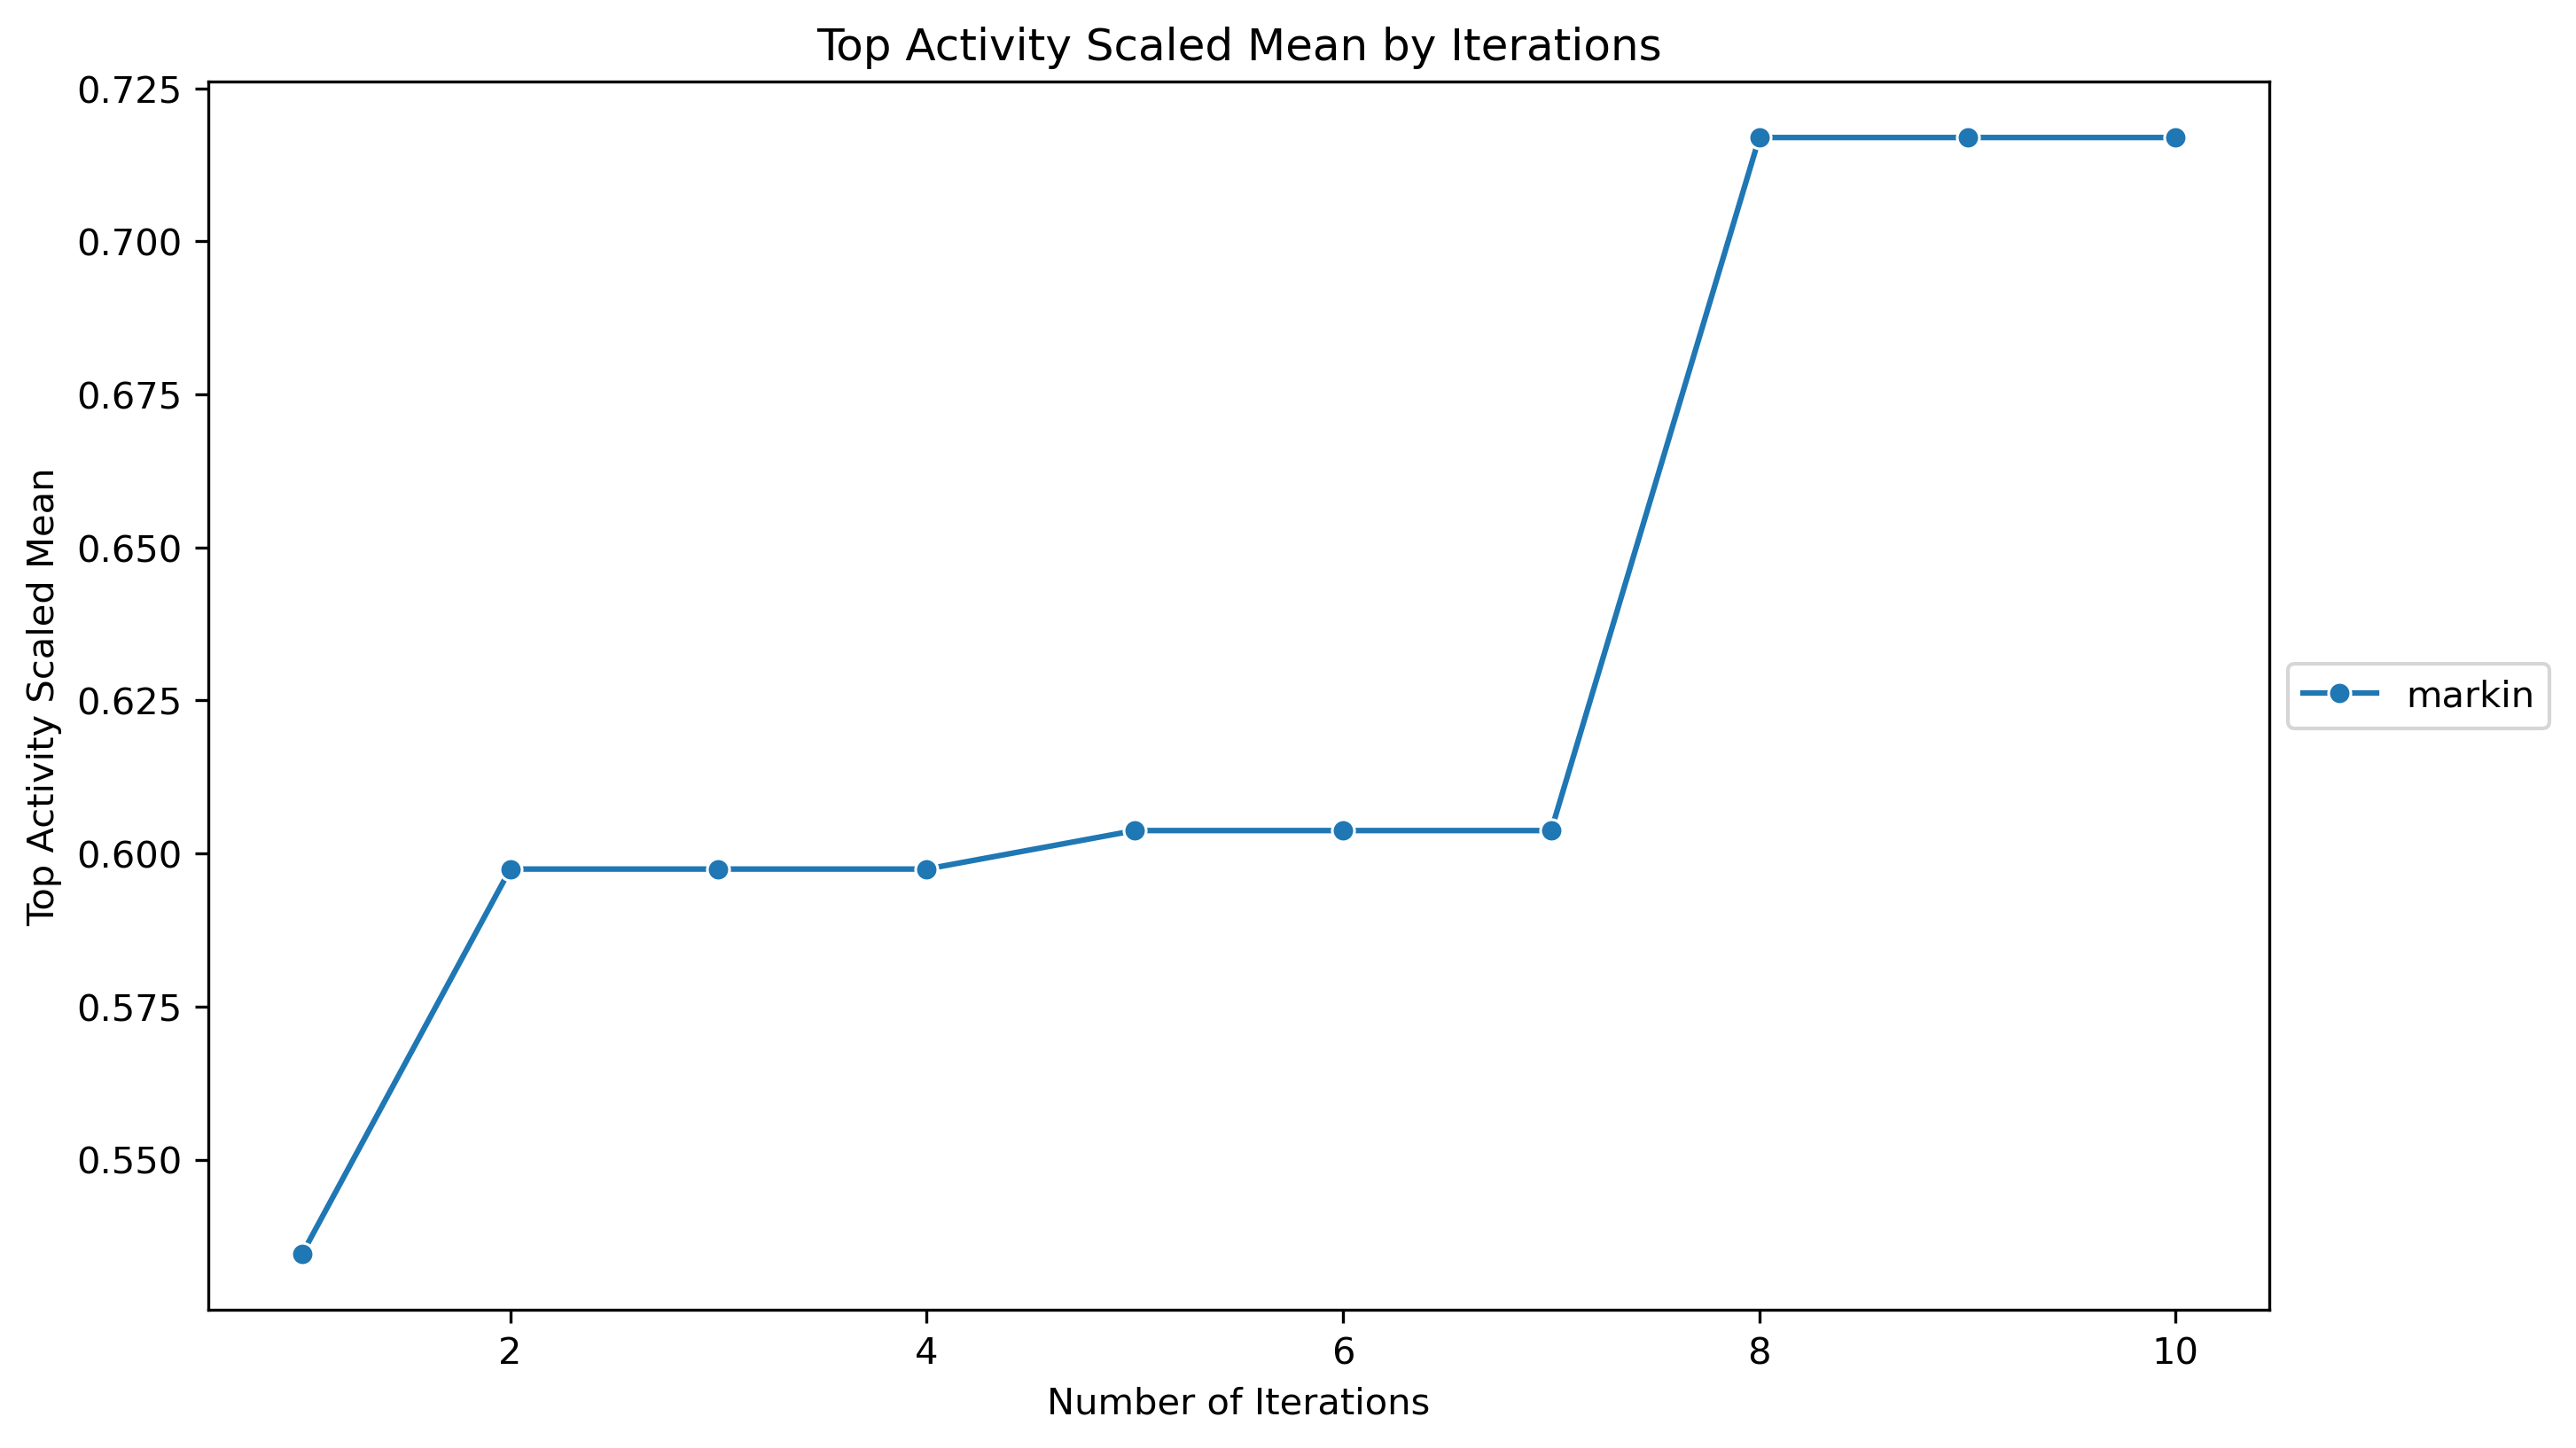 Top Activity Scaled Mean by Iterations
0.725
0.700
0.675
0.650
0.625
0.600
0.575
0.550
Top Activity Scaled Mean
2 4 6 8 10
Number of Iterations
markin